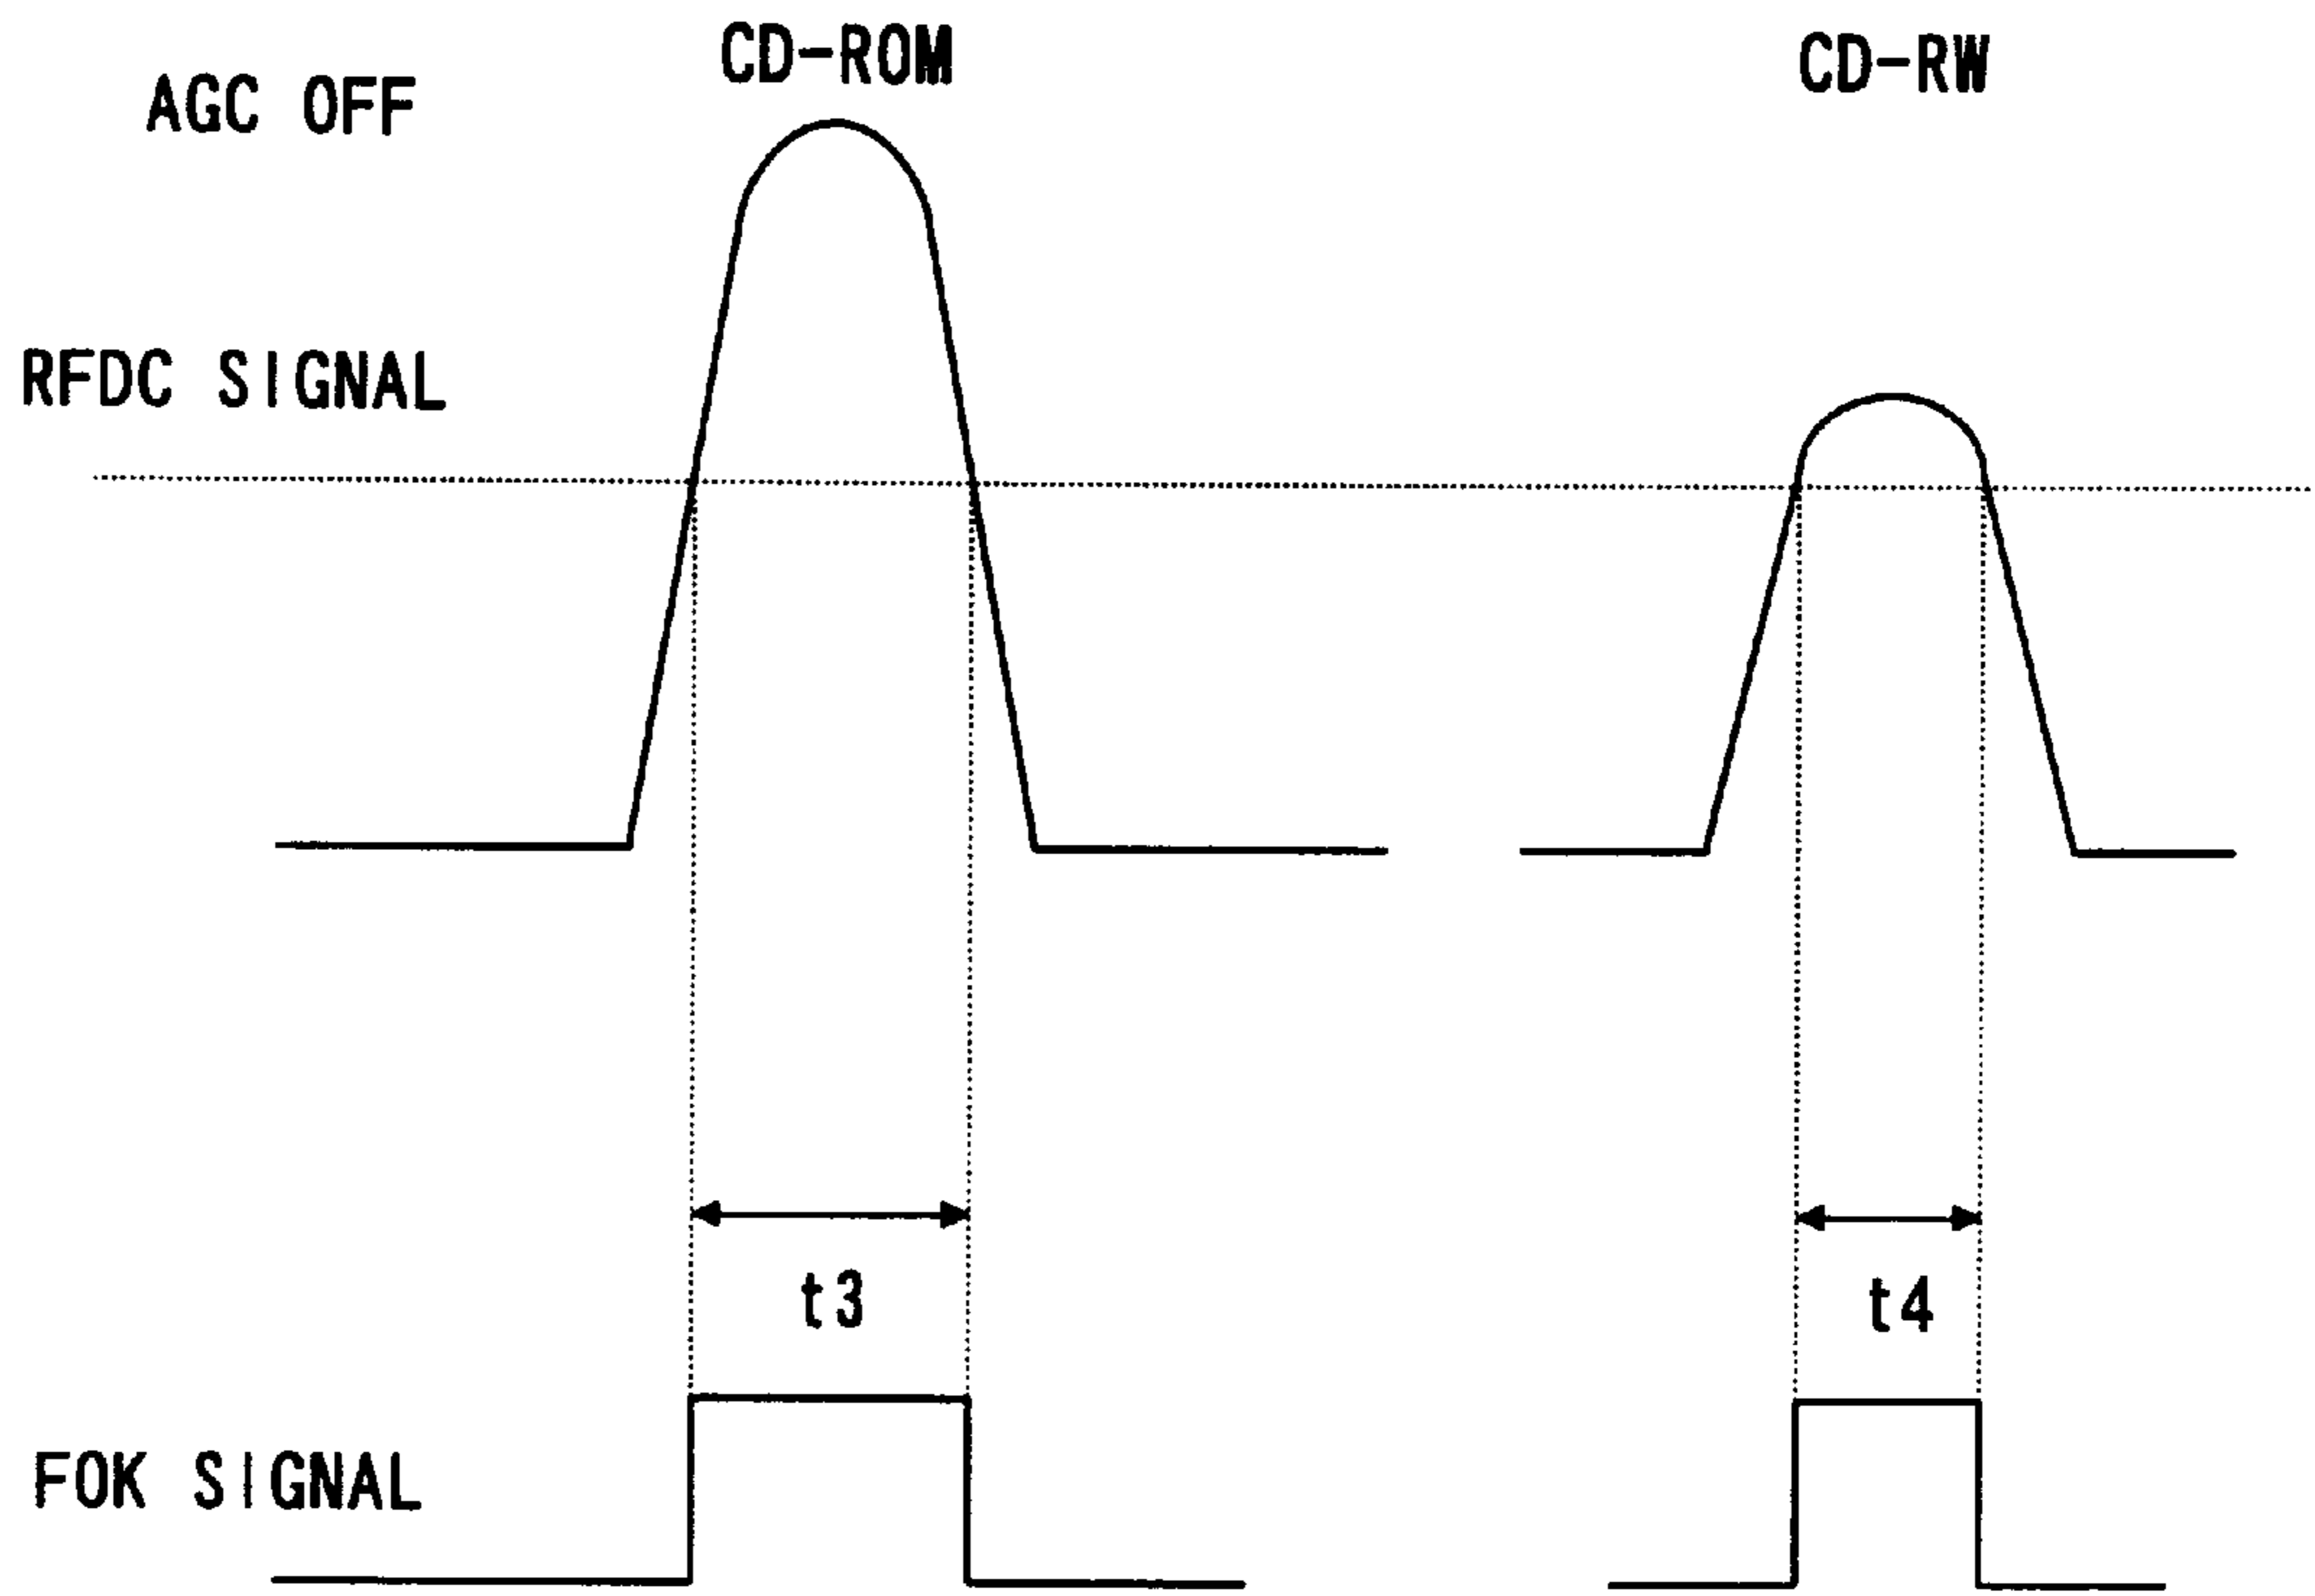 CD-ROM
CD-RW
AGC OFF
RFDC SIGNAL
t3
t4
FOK SIGNAL